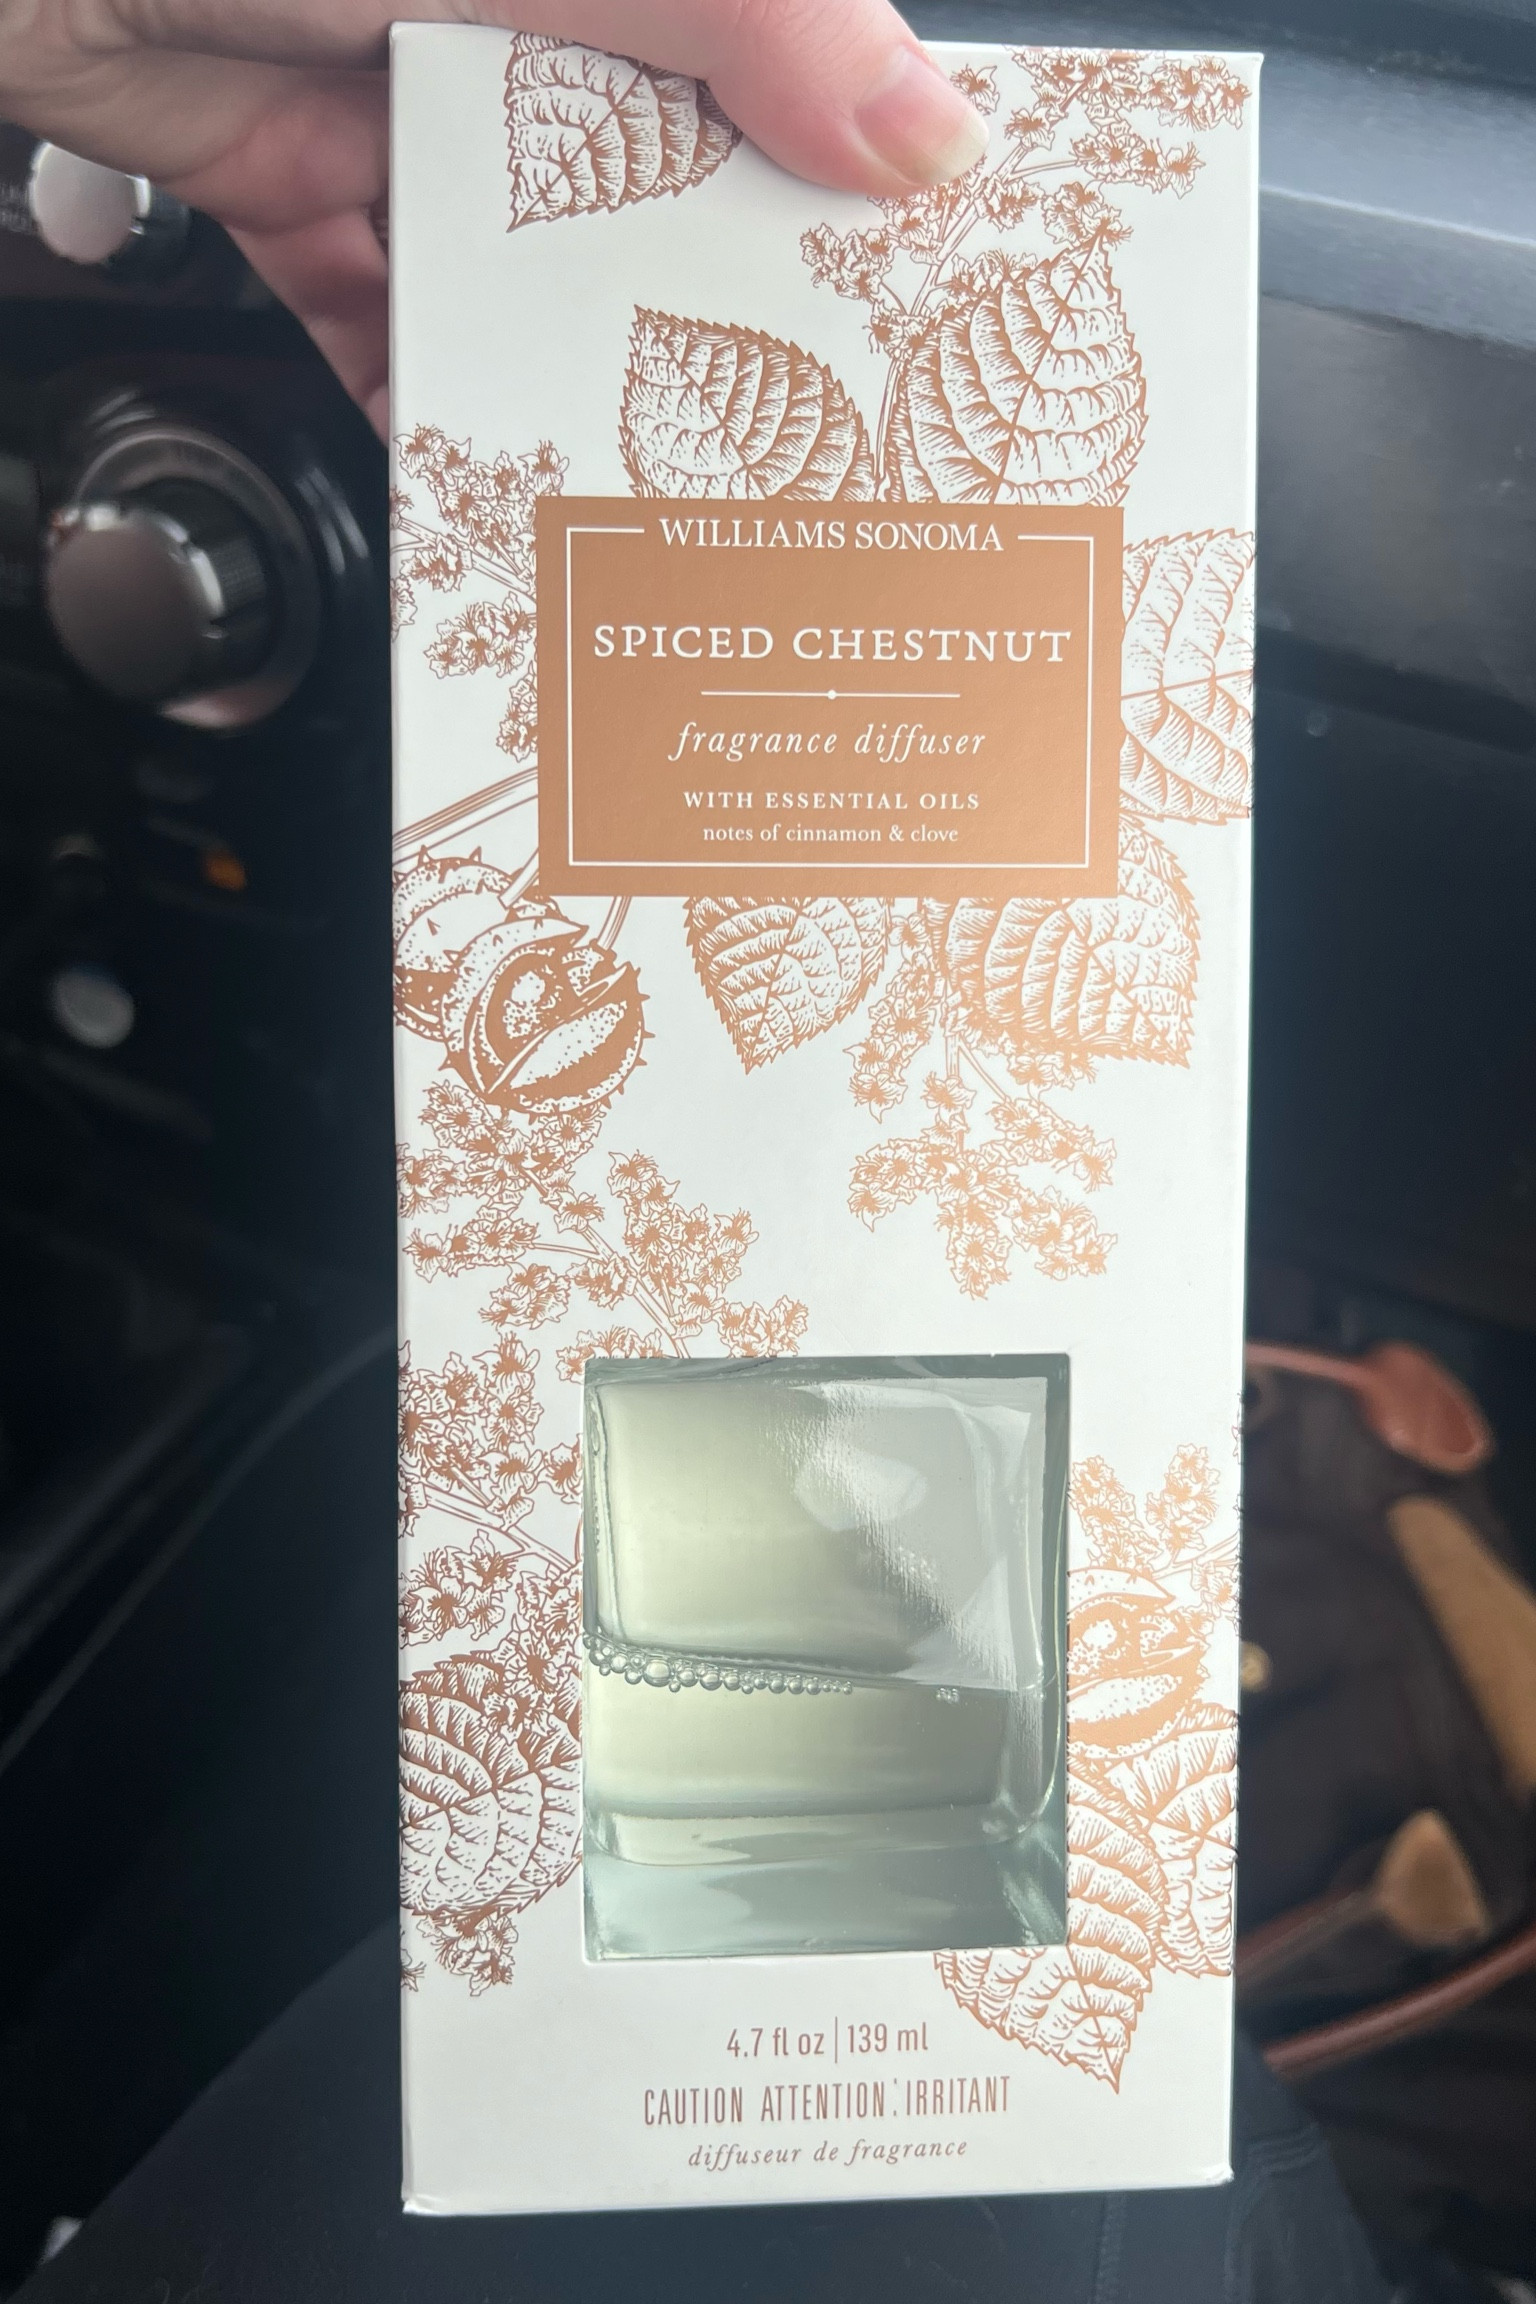 WILLIAMS SONOMA
SPICED CHESTNUT
fragrance diffuser
WITH ESSENTIAL OILS
notes of cinnamon & clove
4.7 fl oz | 139 ml
CAUTION ATTENTION : IRRITANT
diffuseur de fragrance